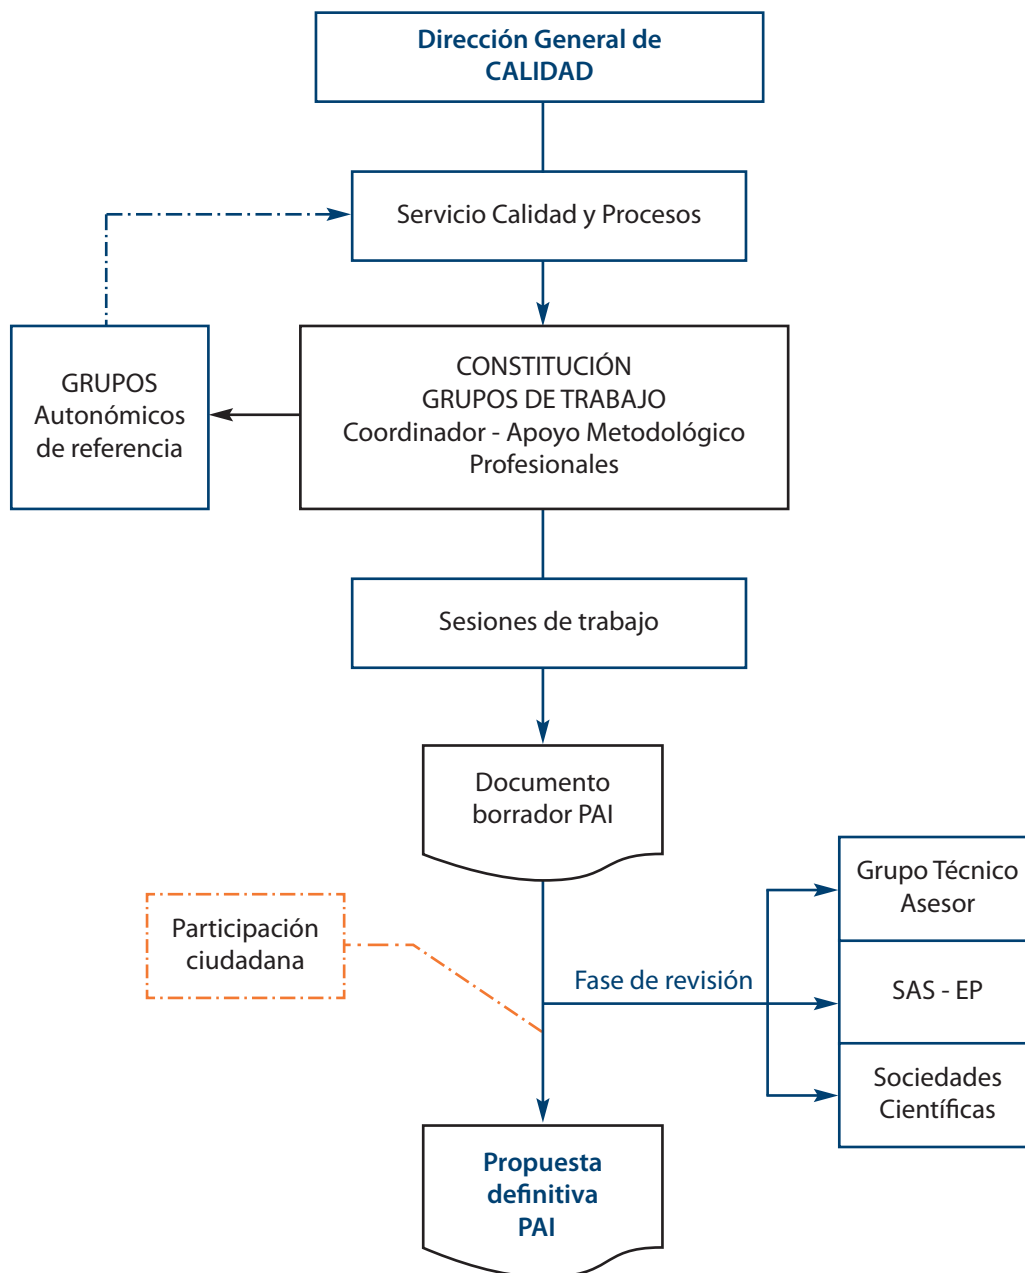 Dirección General de
CALIDAD
Servicio Calidad y Procesos
GRUPOS
Autonómicos
de referencia
CONSTITUCIÓN
GRUPOS DE TRABAJO
Coordinador - Apoyo Metodológico
Profesionales
Sesiones de trabajo
Documento
borrador PAI
Participación
ciudadana
Fase de revisión
Grupo Técnico
Asesor
SAS - EP
Sociedades
Científicas
Propuesta
definitiva
PAI